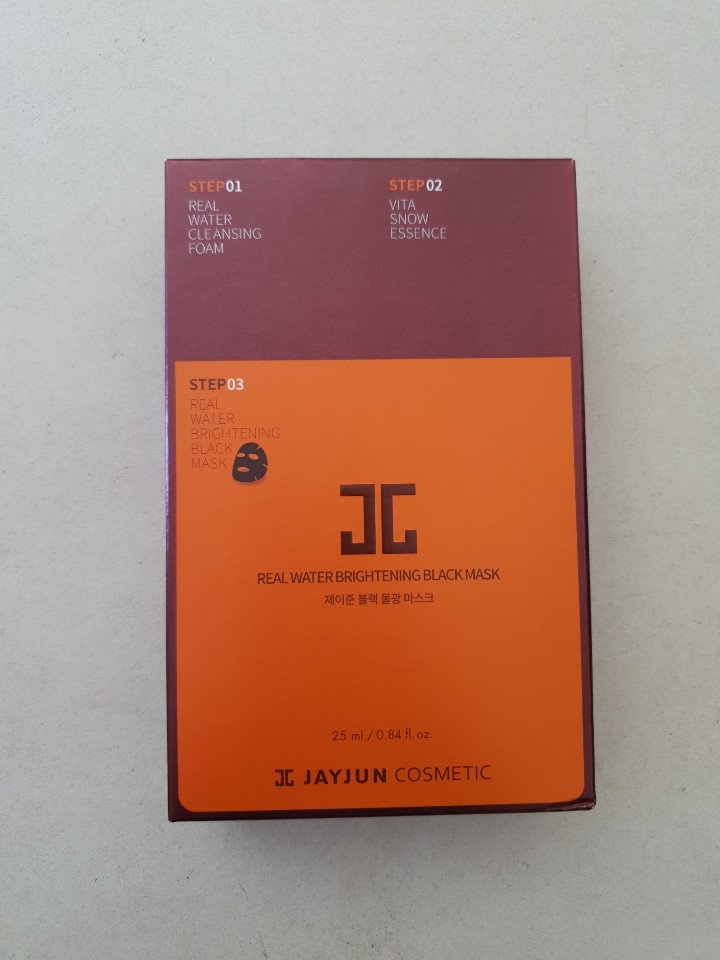 STEP01
REAL
WATER
CLEANSING
FOAM
STEP02
VITA
SNOW
ESSENCE
STEP03
REAL
WATER
BRIGHTENING
BLACK
MASK
REAL WATER BRIGHTENING BLACK MASK
제이준 블랙 물광 마스크
25 ml / 0.84 fl.oz.
JAYJUN COSMETIC